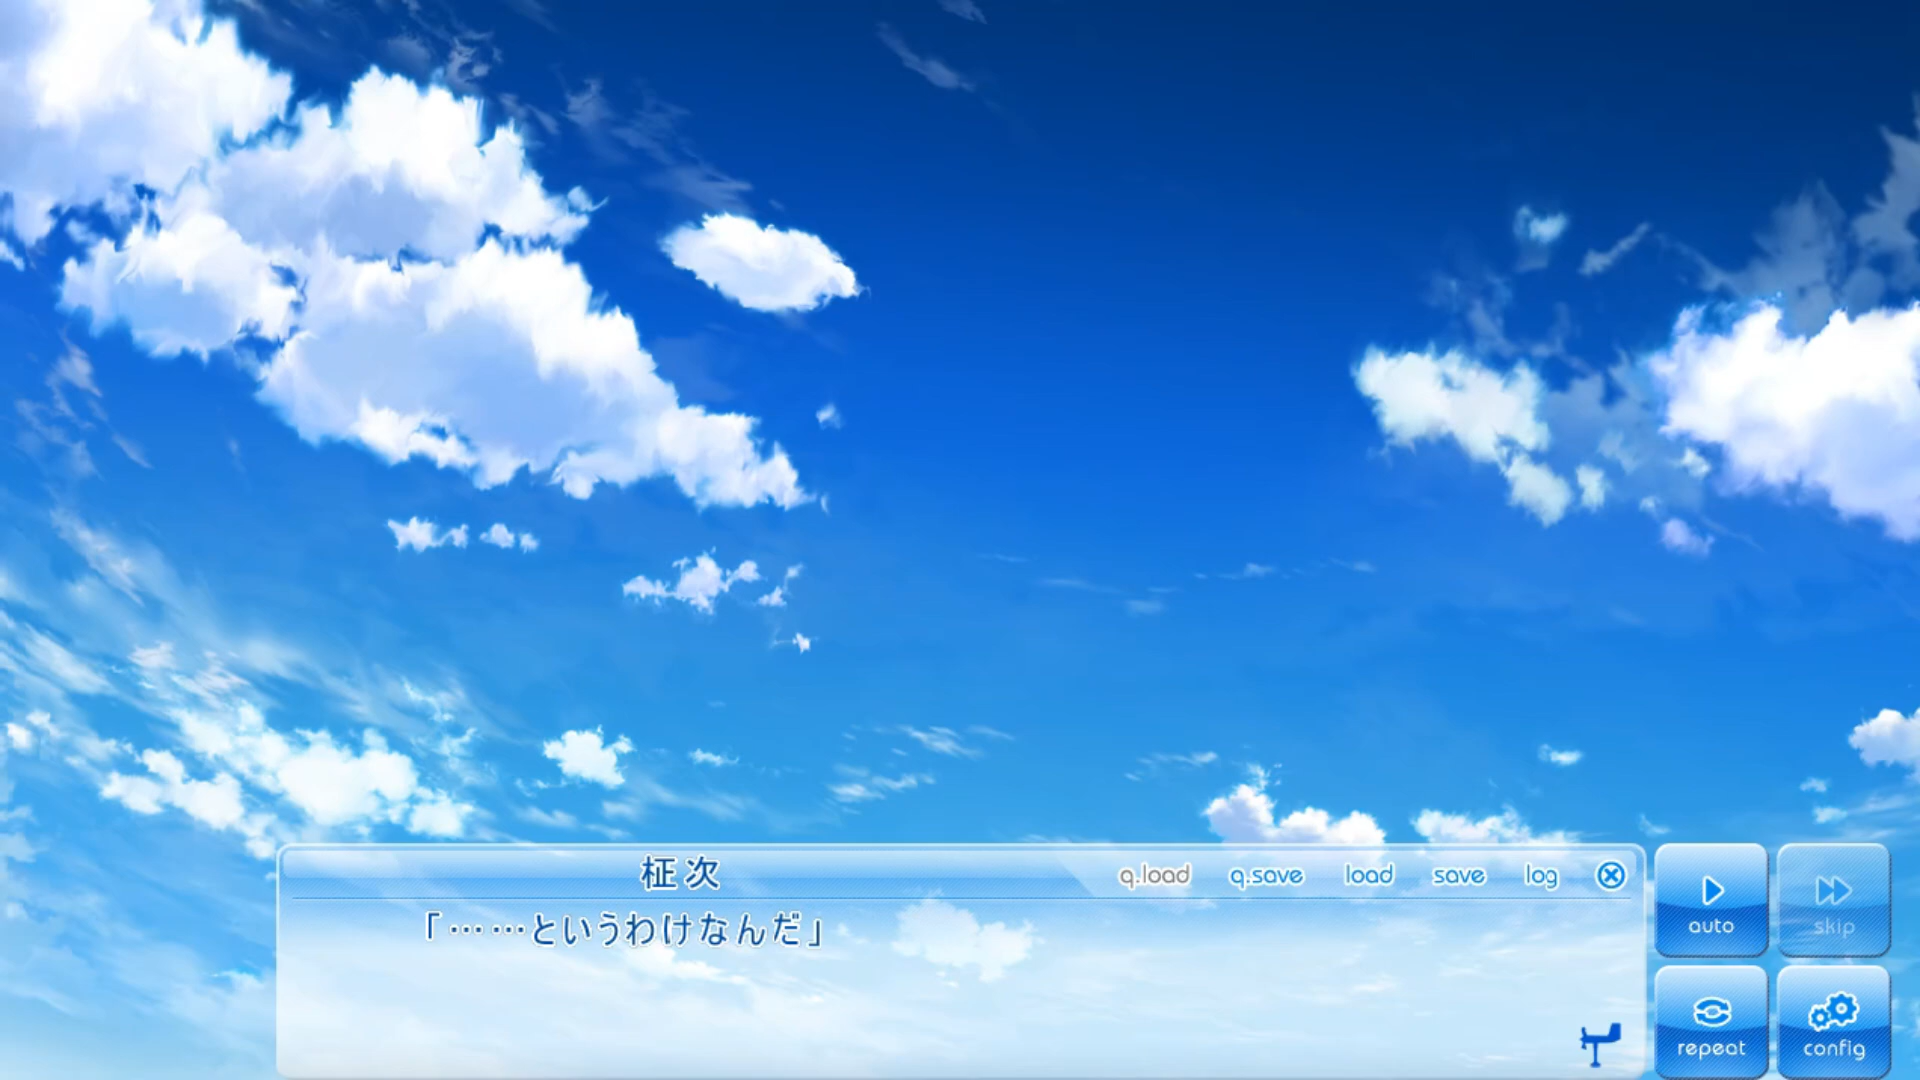 柾次
q.load
q.save
load
save
log
「……というわけなんだ」
auto
skip
repeat
config